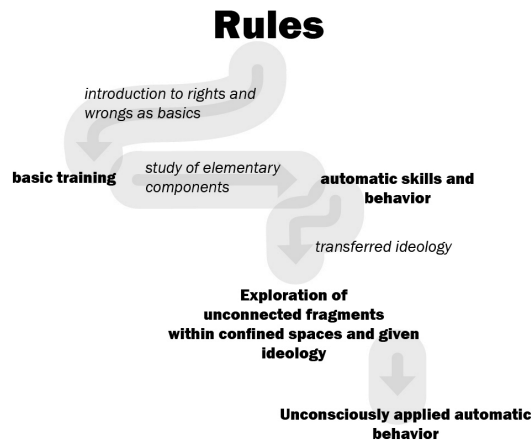 Rules
introduction to rights and
wrongs as basics
basic training
study of elementary
components
automatic skills and
behavior
transferred ideology
Exploration of
unconnected fragments
within confined spaces and given
ideology
Unconsciously applied automatic
behavior